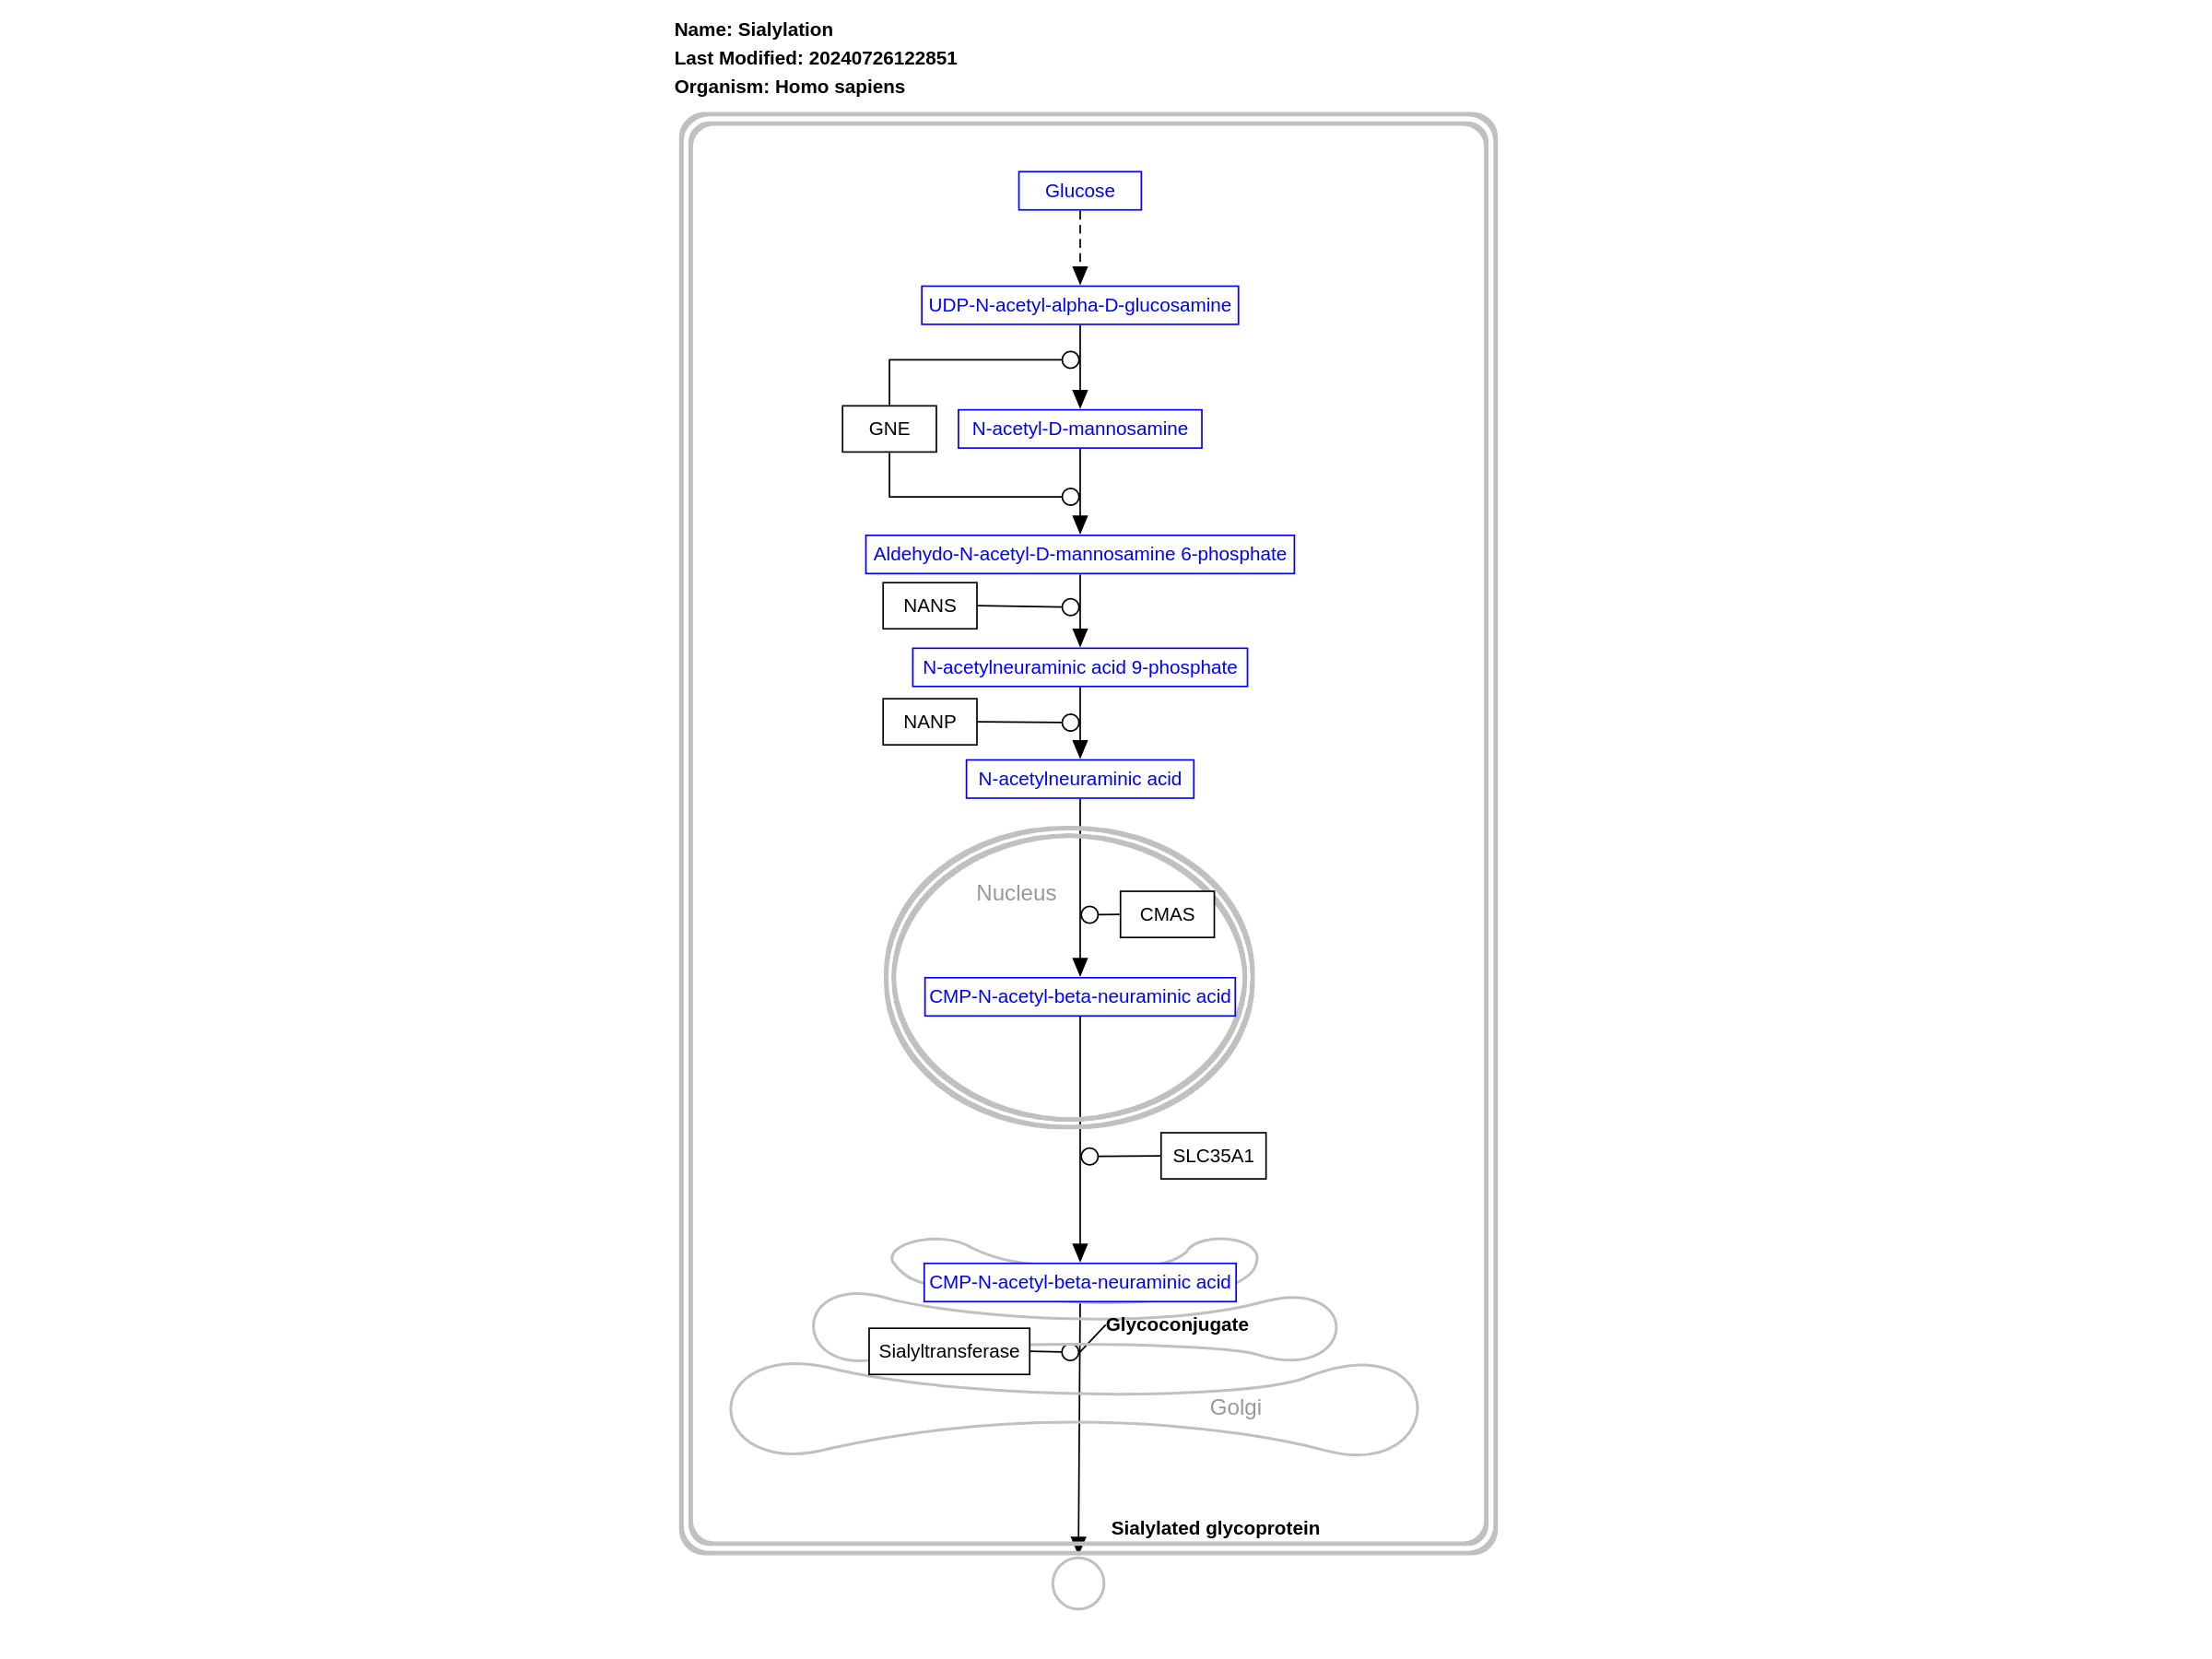 Name: Sialylation
Last Modified: 20240726122851
Organism: Homo sapiens
Glucose
UDP-N-acetyl-alpha-D-glucosamine
GNE
N-acetyl-D-mannosamine
Aldehydo-N-acetyl-D-mannosamine 6-phosphate
NANS
N-acetylneuraminic acid 9-phosphate
NANP
N-acetylneuraminic acid
Nucleus
CMAS
CMP-N-acetyl-beta-neuraminic acid
SLC35A1
CMP-N-acetyl-beta-neuraminic acid
Glycoconjugate
Sialyltransferase
Golgi
Sialylated glycoprotein